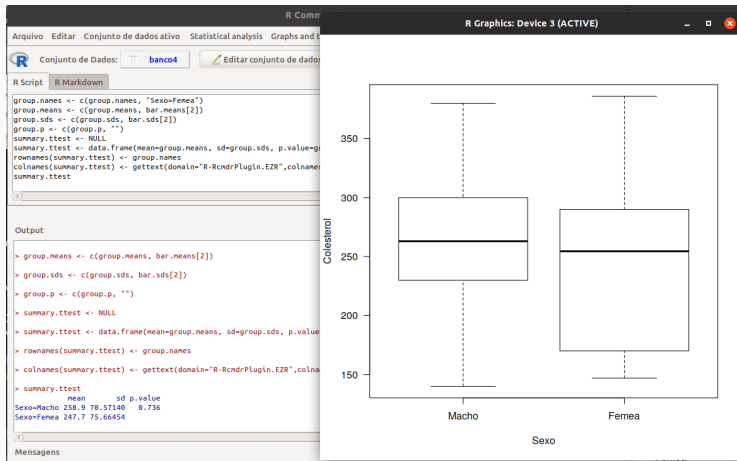 R Comm
Arquivo Editar Conjunto de dados ativo Statistical analysis Graphs and t
R Conjunto de Dados: banco4 Editar conjunto de dados
R Script R Markdown
group.names <- c(group.names, "Sexo=Femea")
group.means <- c(group.means, bar.means[2])
group.sds <- c(group.sds, bar.sds[2])
group.p <- c(group.p, "")
summary.ttest <- NULL
summary.ttest <- data.frame(mean=group.means, sd=group.sds, p.value=gr
rownames(summary.ttest) <- group.names
colnames(summary.ttest) <- gettext(domain="R-RcmdrPlugin.EZR",colnames
summary.ttest
Output
> group.means <- c(group.means, bar.means[2])
> group.sds <- c(group.sds, bar.sds[2])
> group.p <- c(group.p, "")
> summary.ttest <- NULL
> summary.ttest <- data.frame(mean=group.means, sd=group.sds, p.value=
> rownames(summary.ttest) <- group.names
> colnames(summary.ttest) <- gettext(domain="R-RcmdrPlugin.EZR",colna
> summary.ttest
mean sd p.value
Sexo=Macho 258.9 70.57140 0.736
Sexo=Femea 247.7 75.66454
Mensagens
R Graphics: Device 3 (ACTIVE)
350
300
250
200
150
Colesterol
Macho Femea
Sexo